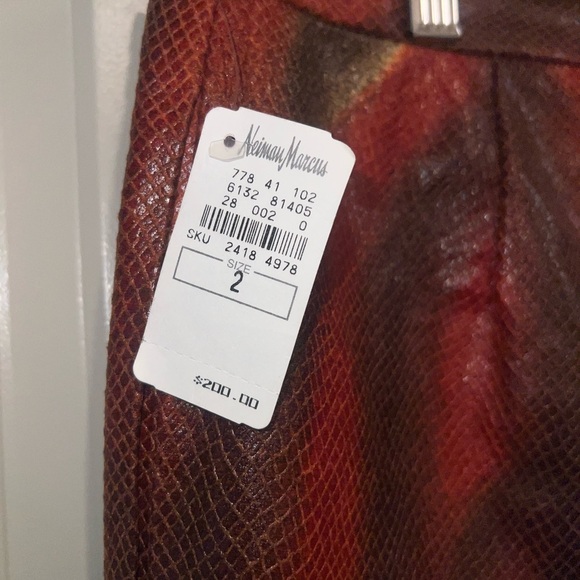 Neiman Marcus
778 41 102
6132 81405
28 002 0
SKU 2418 4978
SIZE
2
$200.00